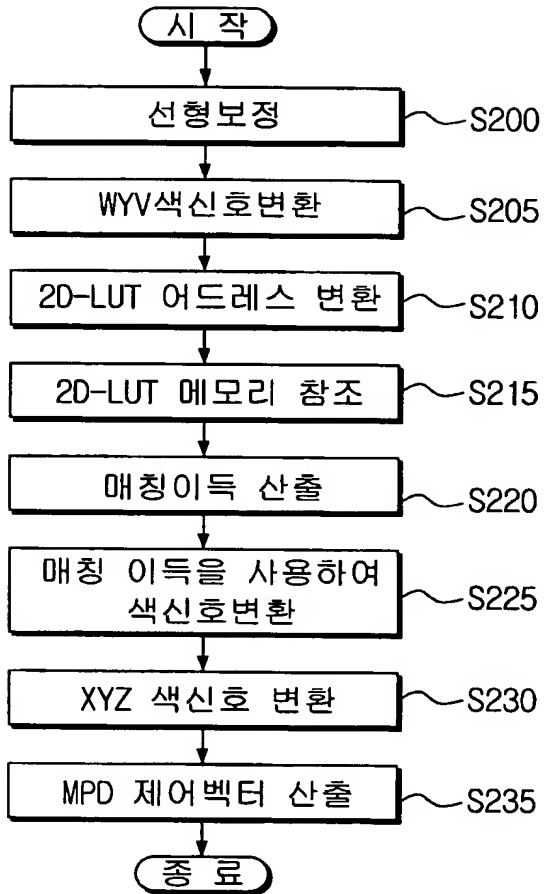 시 작
선형보정
S200
WYV색신호변환
S205
2D-LUT 어드레스 변환
S210
2D-LUT 메모리 참조
S215
매칭이득 산출
S220
매칭 이득을 사용하여
색신호변환
S225
XYZ 색신호 변환
S230
MPD 제어벡터 산출
S235
종 료